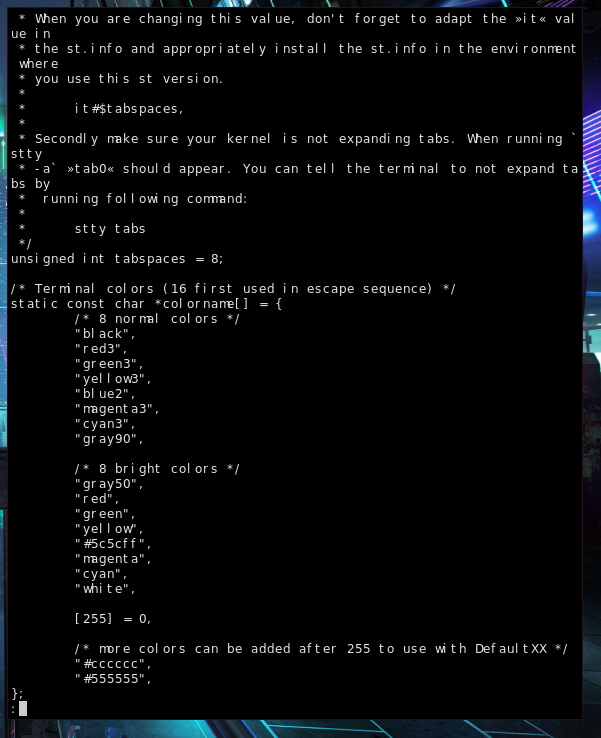 * When you are changing this value, don't forget to adapt the »it« val
ue in
 * the st.info and appropriately install the st.info in the environment
 where
 * you use this st version.
 *
 *      it#$tabspaces,
 *
 * Secondly make sure your kernel is not expanding tabs. When running `
stty
 * -a` »tab0« should appear. You can tell the terminal to not expand ta
bs by
 *  running following command:
 *
 *      stty tabs
 */
unsigned int tabspaces = 8;

/* Terminal colors (16 first used in escape sequence) */
static const char *colorname[] = {
        /* 8 normal colors */
        "black",
        "red3",
        "green3",
        "yellow3",
        "blue2",
        "magenta3",
        "cyan3",
        "gray90",

        /* 8 bright colors */
        "gray50",
        "red",
        "green",
        "yellow",
        "#5c5cff",
        "magenta",
        "cyan",
        "white",

        [255] = 0,

        /* more colors can be added after 255 to use with DefaultXX */
        "#cccccc",
        "#555555",
};
: